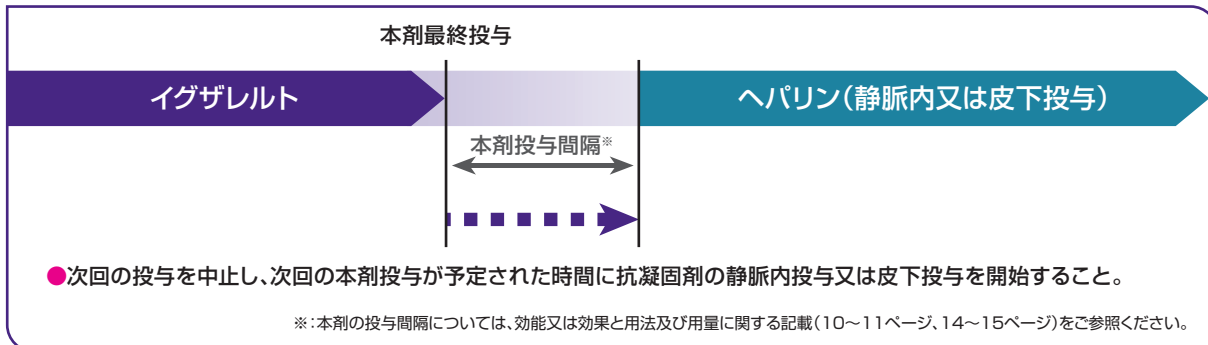 本剤最終投与
イグザレルト
ヘパリン（静脈内又は皮下投与）
本剤投与間隔※
●次回の投与を中止し、次回の本剤投与が予定された時間に抗凝固剤の静脈内投与又は皮下投与を開始すること。
※：本剤の投与間隔については、効能又は効果と用法及び用量に関する記載（10～11ページ、14～15ページ）をご参照ください。